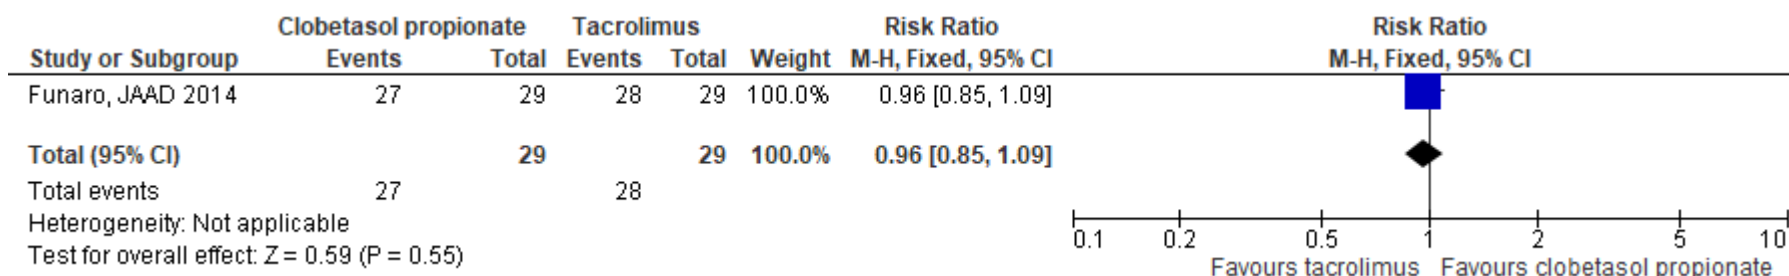 Clobetasol propionate Tacrolimus Risk Ratio Risk Ratio
Study or Subgroup Events Total Events Total Weight M-H, Fixed, 95% CI M-H, Fixed, 95% CI
Funaro, JAAD 2014 27 29 28 29 100.0% 0.96 [0.85, 1.09]
Total (95% CI) 29 29 100.0% 0.96 [0.85, 1.09]
Total events 27 28
Heterogeneity: Not applicable
Test for overall effect: Z = 0.59 (P = 0.55)
0.1 0.2 0.5 1 2 5 10
Favours tacrolimus Favours clobetasol propionate